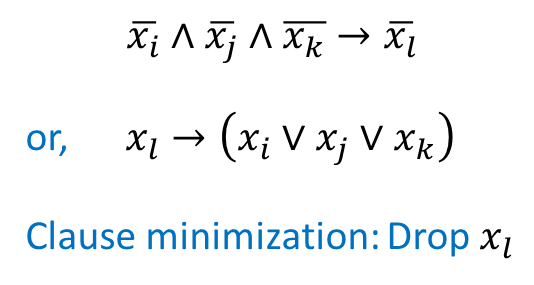 x̅ᵢ ∧ x̅ⱼ ∧ x̅ₖ → x̅ₗ
or, xₗ → (xᵢ ∨ xⱼ ∨ xₖ)
Clause minimization: Drop xₗ